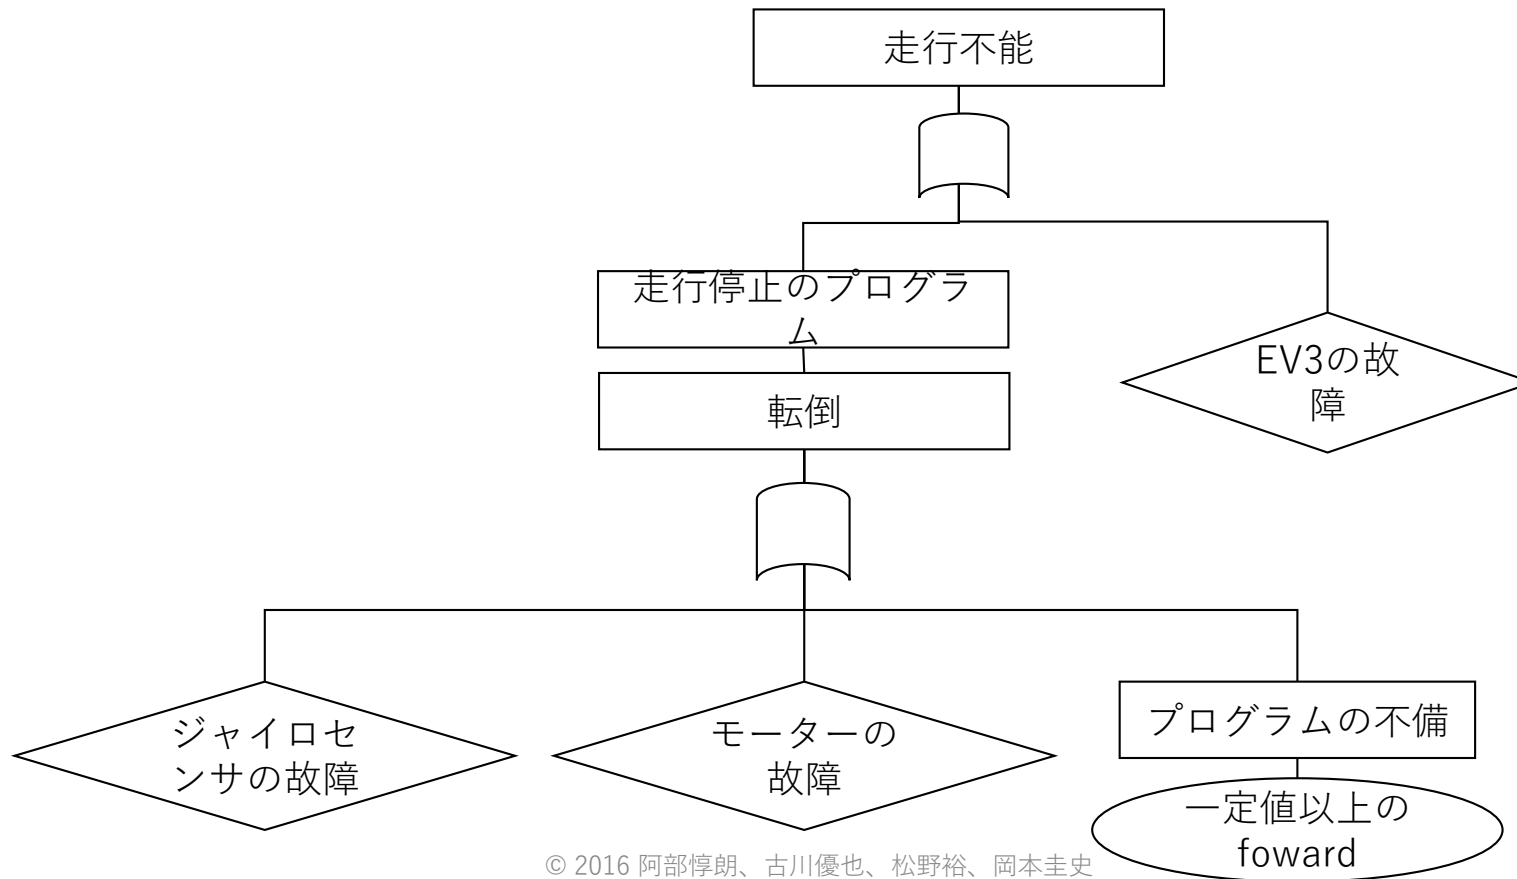 走行不能
走行停止のプログラ
ム
EV3の故
障
転倒
ジャイロセ
ンサの故障
モーターの
故障
プログラムの不備
一定値以上の
foward
© 2016 阿部惇朗、古川優也、松野裕、岡本圭史